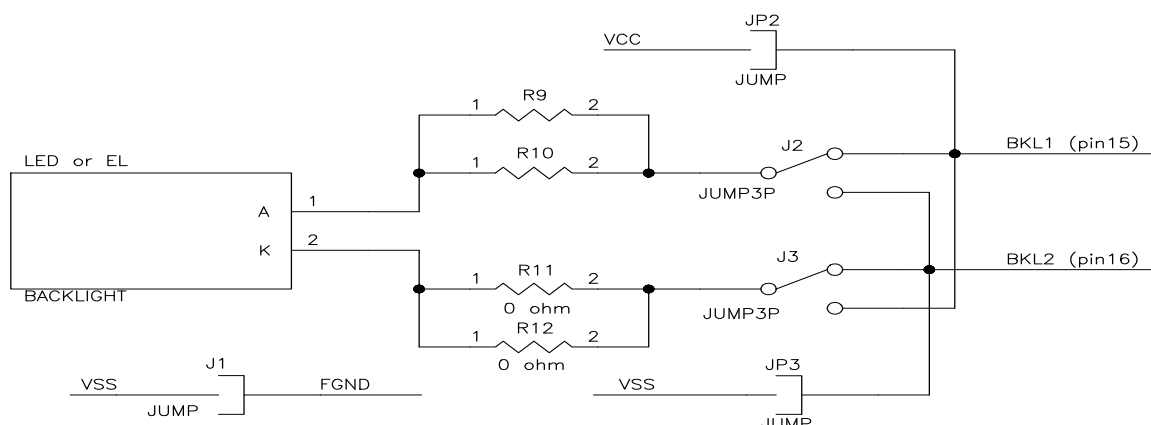 JP2
VCC
JUMP
R9
1 2
LED or EL
R10
1 2
J2
BKL1 (pin15)
JUMP3P
A 1
K 2
BACKLIGHT
R11
1 2
0 ohm
J3
BKL2 (pin16)
JUMP3P
R12
1 2
0 ohm
J1
VSS FGND
JUMP
JP3
VSS
JUMP